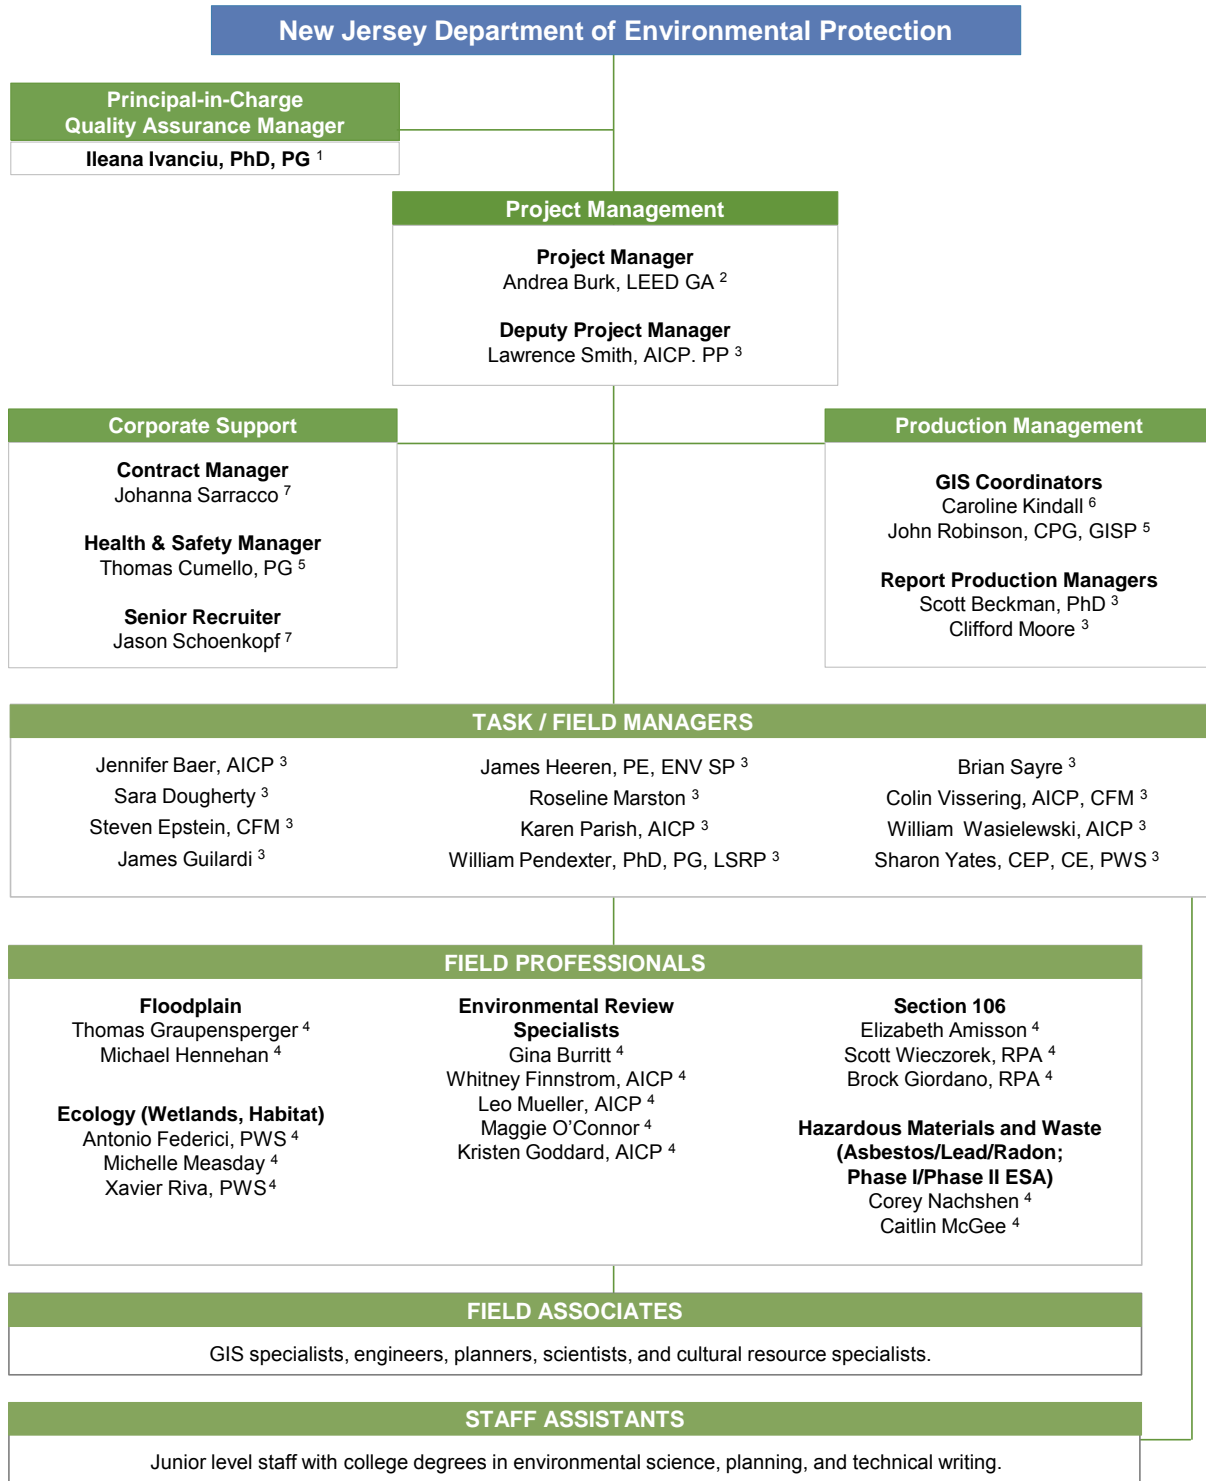 New Jersey Department of Environmental Protection
Principal-in-Charge
Quality Assurance Manager
Ileana Ivanciu, PhD, PG ¹
Project Management
Project Manager
Andrea Burk, LEED GA ²
Deputy Project Manager
Lawrence Smith, AICP. PP ³
Corporate Support
Contract Manager
Johanna Sarracco ⁷
Health & Safety Manager
Thomas Cumello, PG ⁵
Senior Recruiter
Jason Schoenkopf ⁷
Production Management
GIS Coordinators
Caroline Kindall ⁶
John Robinson, CPG, GISP ⁵
Report Production Managers
Scott Beckman, PhD ³
Clifford Moore ³
TASK / FIELD MANAGERS
Jennifer Baer, AICP ³
Sara Dougherty ³
Steven Epstein, CFM ³
James Guilardi ³
James Heeren, PE, ENV SP ³
Roseline Marston ³
Karen Parish, AICP ³
William Pendexter, PhD, PG, LSRP ³
Brian Sayre ³
Colin Vissering, AICP, CFM ³
William Wasielewski, AICP ³
Sharon Yates, CEP, CE, PWS ³
FIELD PROFESSIONALS
Floodplain
Thomas Graupensperger ⁴
Michael Hennehan ⁴
Ecology (Wetlands, Habitat)
Antonio Federici, PWS ⁴
Michelle Measday ⁴
Xavier Riva, PWS ⁴
Environmental Review
Specialists
Gina Burritt ⁴
Whitney Finnstrom, AICP ⁴
Leo Mueller, AICP ⁴
Maggie O’Connor ⁴
Kristen Goddard, AICP ⁴
Section 106
Elizabeth Amisson ⁴
Scott Wieczorek, RPA ⁴
Brock Giordano, RPA ⁴
Hazardous Materials and Waste
(Asbestos/Lead/Radon;
Phase I/Phase II ESA)
Corey Nachshen ⁴
Caitlin McGee ⁴
FIELD ASSOCIATES
GIS specialists, engineers, planners, scientists, and cultural resource specialists.
STAFF ASSISTANTS
Junior level staff with college degrees in environmental science, planning, and technical writing.